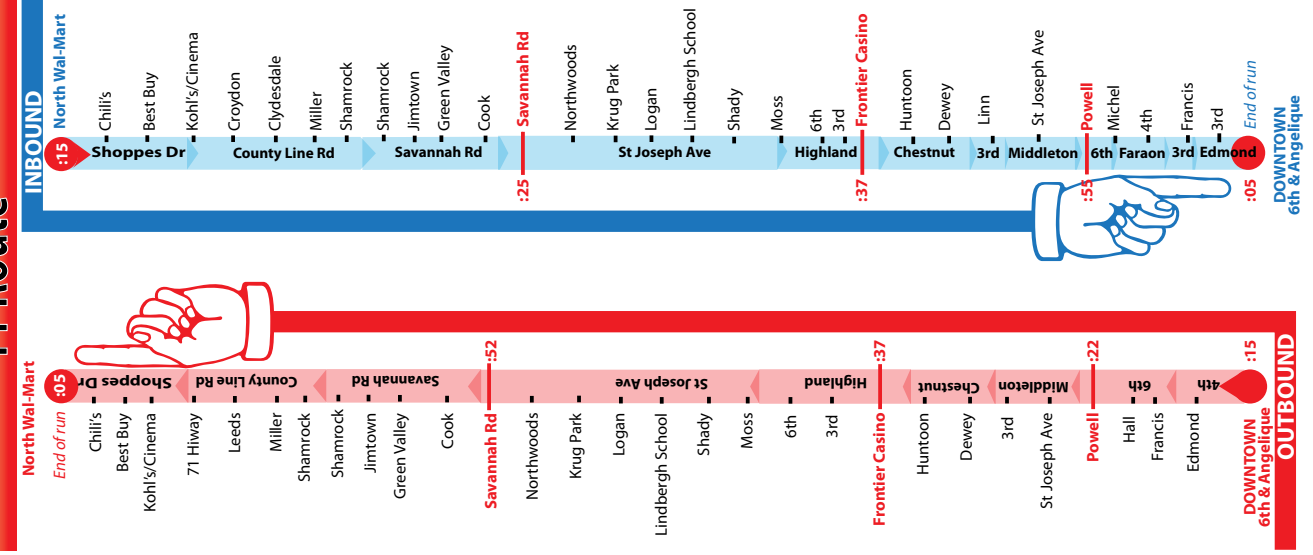 INBOUND
:15
North Wal-Mart
Chili's
Best Buy
Kohl's/Cinema
Croydon
Clydesdale
Miller
Shamrock
Shamrock
Jimtown
Green Valley
Cook
Savannah Rd
Northwoods
Krug Park
Logan
Lindbergh School
Shady
Moss
6th
3rd
Frontier Casino
Huntoon
Dewey
Linn
St Joseph Ave
Powell
Michel
4th
Francis
3rd
End of run
Shoppes Dr
County Line Rd
Savannah Rd
St Joseph Ave
Highland
Chestnut
3rd
Middleton
6th
Faraon
3rd
Edmond
:25
:37
:55
:05
DOWNTOWN
6th & Angelique
North Wal-Mart
End of run
:05
Shoppes Dr
County Line Rd
Savannah Rd
St Joseph Ave
Highland
Chestnut
Middleton
6th
4th
:52
:37
:22
:15
Chili's
Best Buy
Kohl's/Cinema
71 Hiway
Leeds
Miller
Shamrock
Shamrock
Jimtown
Green Valley
Cook
Savannah Rd
Northwoods
Krug Park
Logan
Lindbergh School
Shady
Moss
6th
3rd
Frontier Casino
Huntoon
Dewey
3rd
St Joseph Ave
Powell
Hall
Francis
Edmond
DOWNTOWN
6th & Angelique
OUTBOUND